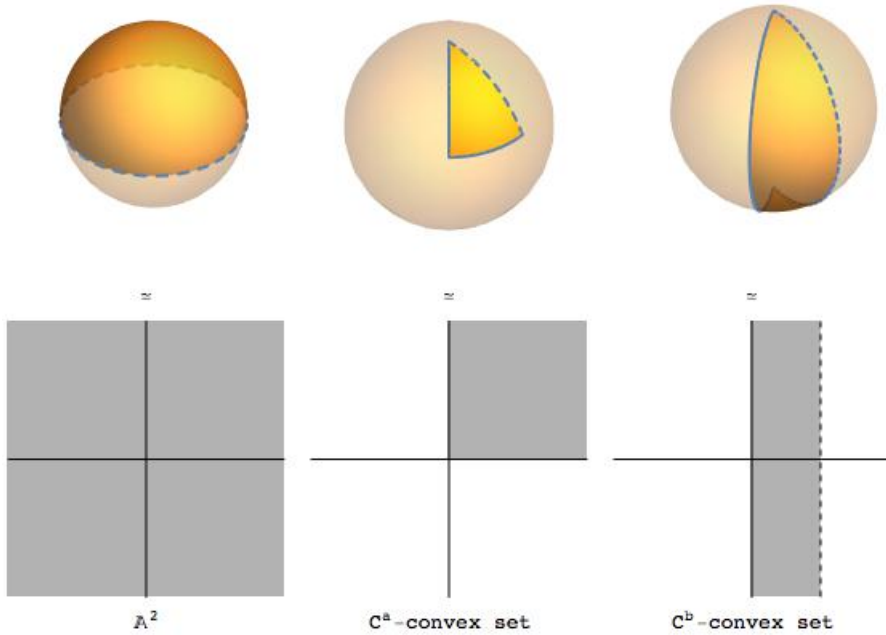 ≃ ≃ ≃
𝔸² Cᵃ-convex set Cᵇ-convex set